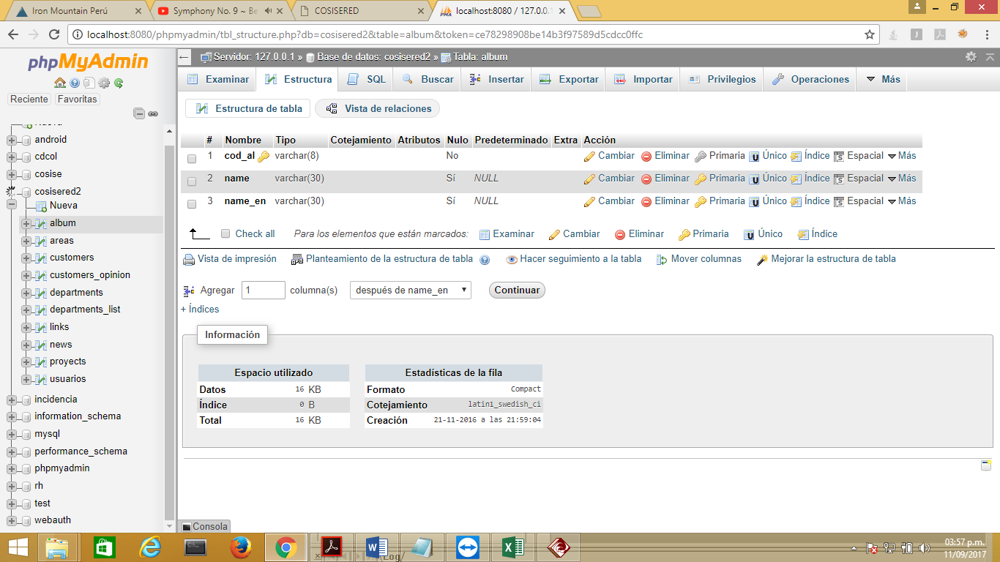 Iron Mountain Perú
Symphony No. 9 ~ Be
COSISERED
localhost:8080 / 127.0.0.1
localhost:8080/phpmyadmin/tbl_structure.php?db=cosisered2&table=album&token=ce78298908be14b3f97589d5cdcc0ffc
phpMyAdmin
Reciente Favoritas
Nueva
android
cdcol
cosise
cosisered2
Nueva
album
areas
customers
customers_opinion
departments
departments_list
links
news
proyects
usuarios
incidencia
information_schema
mysql
performance_schema
phpmyadmin
rh
test
webauth
Servidor: 127.0.0.1 » Base de datos: cosisered2 » Tabla: album
Examinar Estructura SQL Buscar Insertar Exportar Importar Privilegios Operaciones Más
Estructura de tabla Vista de relaciones
# Nombre Tipo Cotejamiento Atributos Nulo Predeterminado Extra Acción
1 cod_al varchar(8) No Cambiar Eliminar Primaria Único Índice Espacial Más
2 name varchar(30) Sí NULL Cambiar Eliminar Primaria Único Índice Espacial Más
3 name_en varchar(30) Sí NULL Cambiar Eliminar Primaria Único Índice Espacial Más
Check all Para los elementos que están marcados: Examinar Cambiar Eliminar Primaria Único Índice
Vista de impresión Planteamiento de la estructura de tabla Hacer seguimiento a la tabla Mover columnas Mejorar la estructura de tabla
Agregar 1 columna(s) después de name_en Continuar
+ Índices
Información
Espacio utilizado
Datos 16 KB
Índice 0 B
Total 16 KB
Estadísticas de la fila
Formato Compact
Cotejamiento latin1_swedish_ci
Creación 21-11-2016 a las 21:59:04
Consola
\Log/
03:57 p.m.
11/09/2017